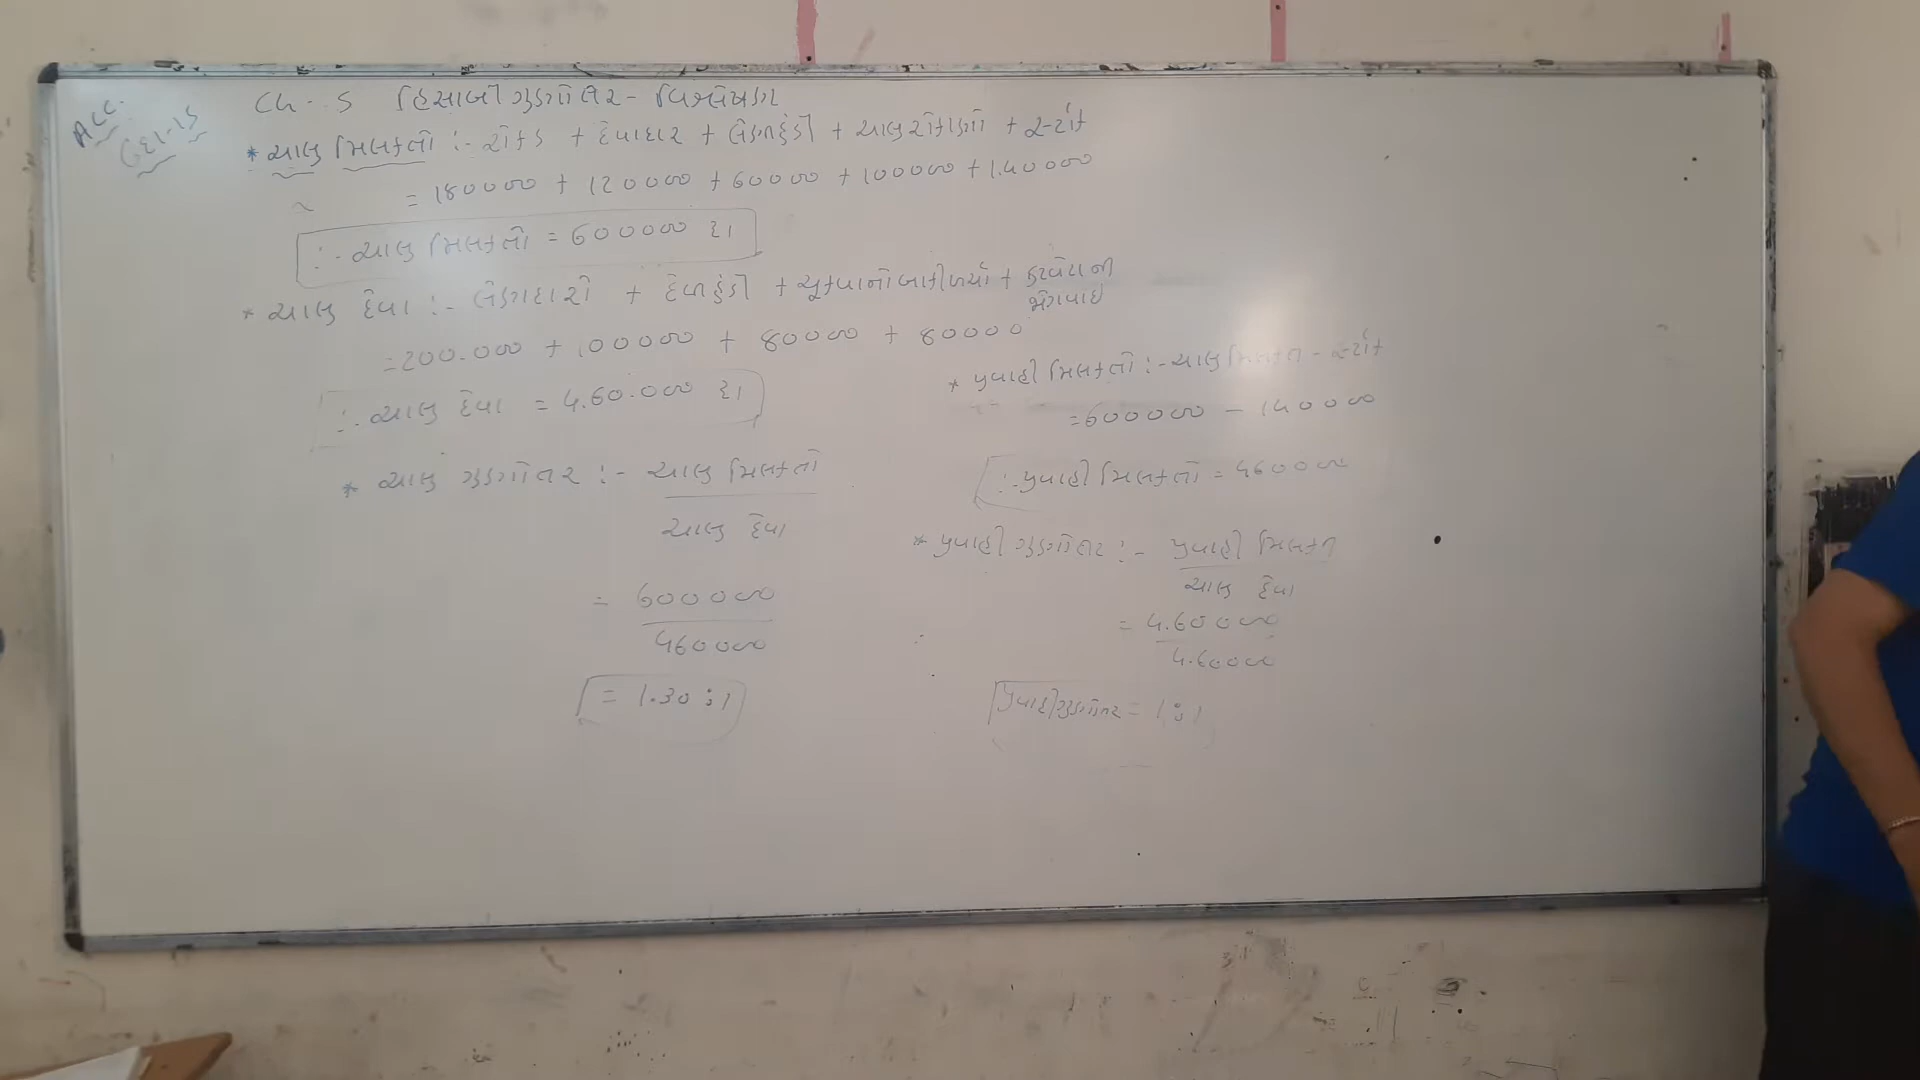 Acc.
ઉદા-15
Ch - 5 હિસાબી ગુણોત્તર - વિશ્લેષણ
* ચાલુ મિલકતો :- રોકડ + દેવાદાર + લેણીહુંડી + ચાલુ રોકાણો + સ્ટોક
= 180000 + 120000 + 60000 + 100000 + 1.40000
∴ ચાલુ મિલકતો = 600000 રૂા
* ચાલુ દેવા :- લેણદારો + દેવીહુંડી + ચૂકવવાનો બાકી ખર્ચ + કરવેરાની જોગવાઇ
= 200.000 + 100000 + 80000 + 80000
∴ ચાલુ દેવા = 4.60.000 રૂા
* ચાલુ ગુણોત્તર :- ચાલુ મિલકતો
ચાલુ દેવા
= 600000
460000
= 1.30 : 1
* પ્રવાહી મિલકતો :- ચાલુ મિલકત - સ્ટોક
= 600000 - 140000
∴ પ્રવાહી મિલકતો = 460000
* પ્રવાહી ગુણોત્તર :- પ્રવાહી મિલકત
ચાલુ દેવા
= 4.60000
4.60000
પ્રવાહી ગુણોત્તર = 1 : 1